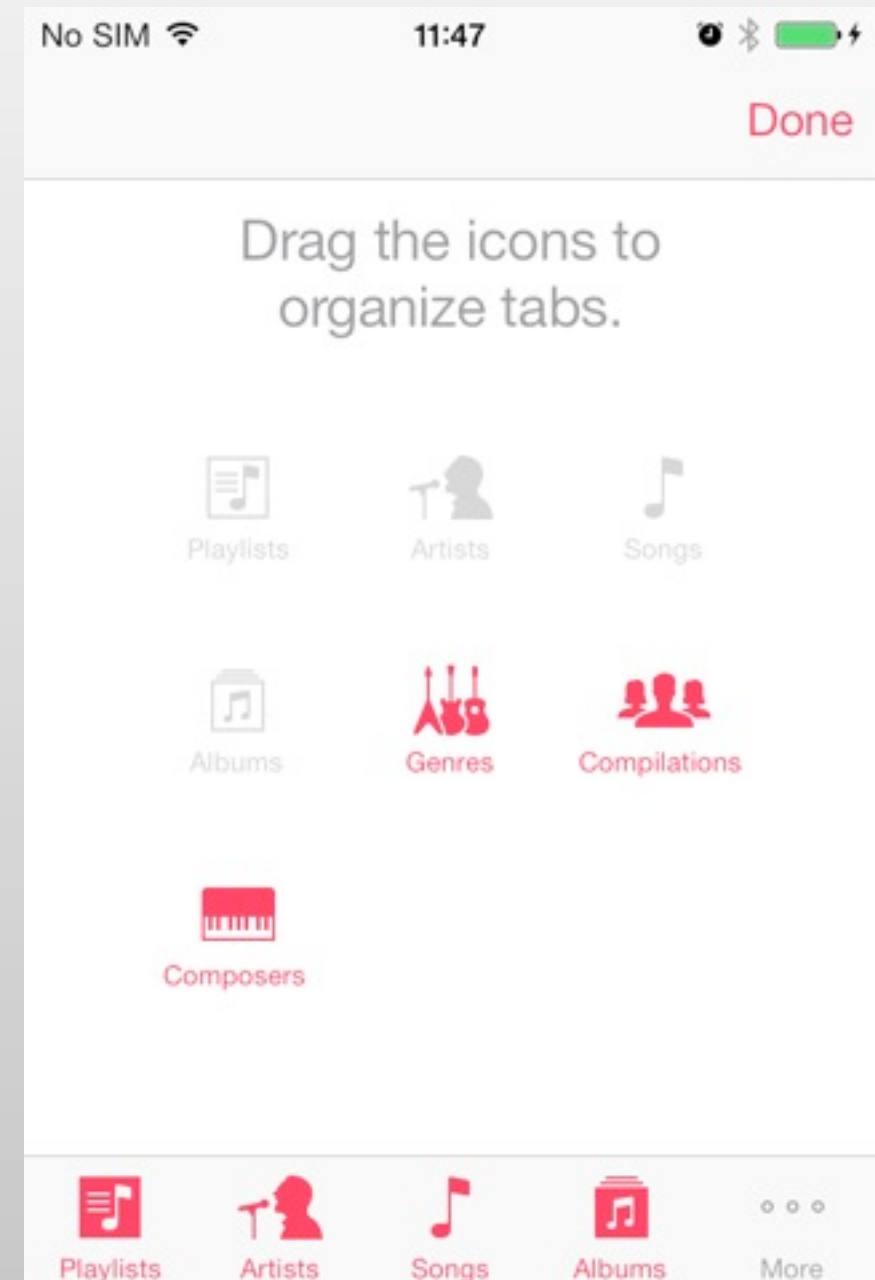 No SIM 11:47
Done
Drag the icons to
organize tabs.
Playlists Artists Songs
Albums Genres Compilations
Composers
Playlists Artists Songs Albums More